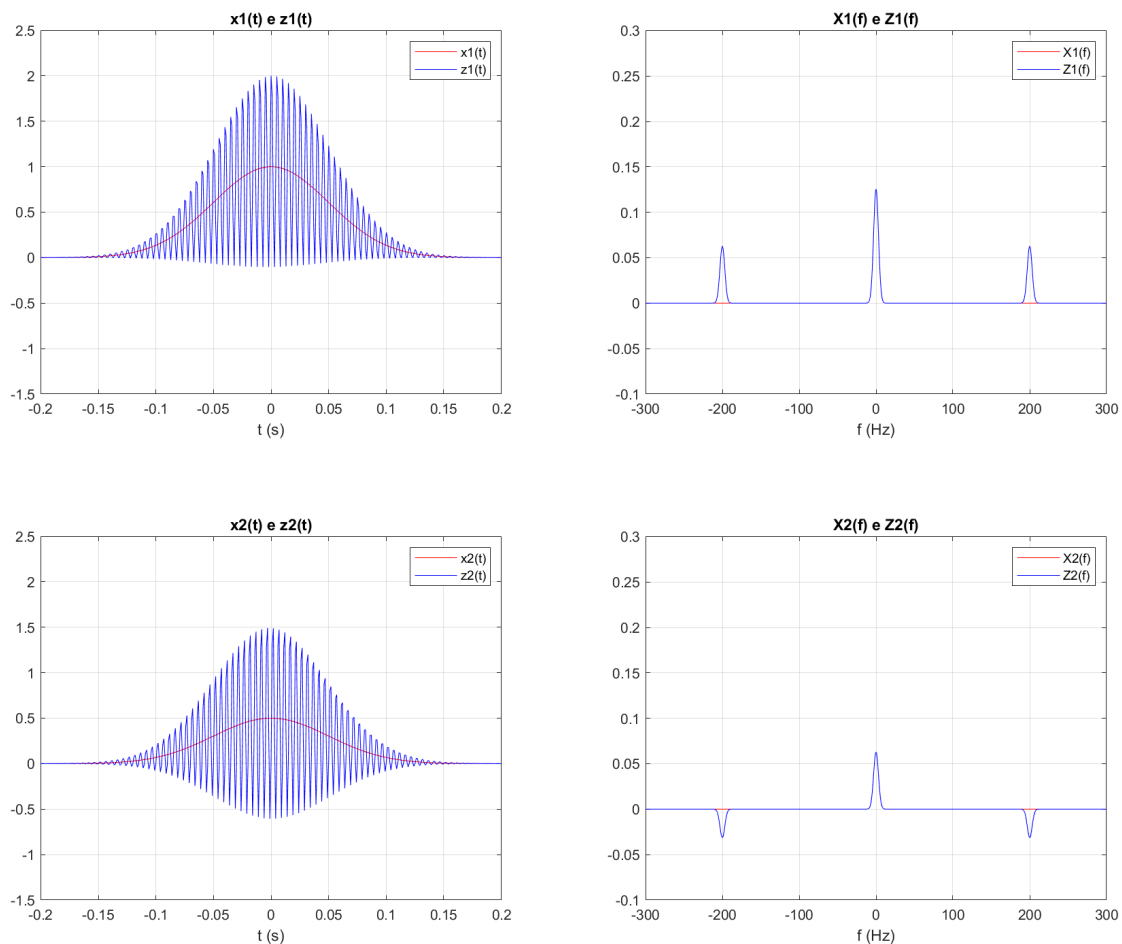 x1(t) e z1(t)
2.5
2
1.5
1
0.5
0
-0.5
-1
-1.5
-0.2 -0.15 -0.1 -0.05 0 0.05 0.1 0.15 0.2
t (s)
x1(t)
z1(t)
X1(f) e Z1(f)
0.3
0.25
0.2
0.15
0.1
0.05
0
-0.05
-0.1
-300 -200 -100 0 100 200 300
f (Hz)
X1(f)
Z1(f)
x2(t) e z2(t)
2.5
2
1.5
1
0.5
0
-0.5
-1
-1.5
-0.2 -0.15 -0.1 -0.05 0 0.05 0.1 0.15 0.2
t (s)
x2(t)
z2(t)
X2(f) e Z2(f)
0.3
0.25
0.2
0.15
0.1
0.05
0
-0.05
-0.1
-300 -200 -100 0 100 200 300
f (Hz)
X2(f)
Z2(f)